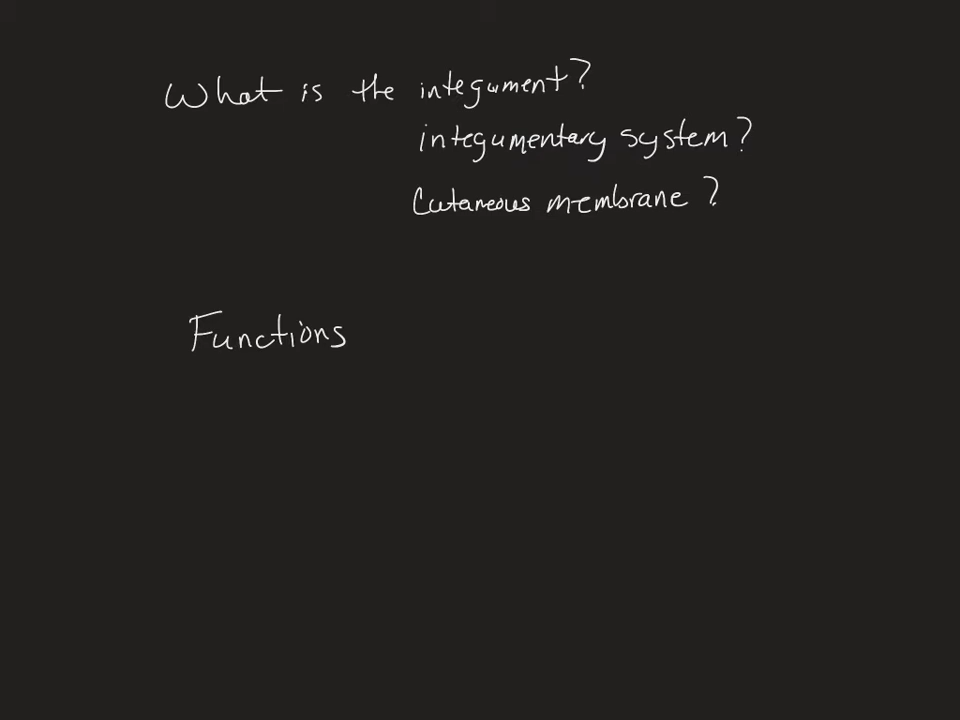 What is the integument?
integumentary system?
Cutaneous membrane?
Functions